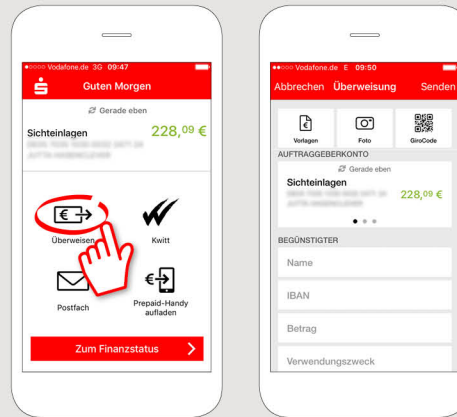 Vodafone.de 3G 09:47
Guten Morgen
Gerade eben
Sichteinlagen
228,09 €
Überweisen
Kwitt
Postfach
Prepaid-Handy
aufladen
Zum Finanzstatus
Vodafone.de E 09:50
Abbrechen Überweisung Senden
Vorlagen
Foto
GiroCode
AUFTRAGGEBERKONTO
Gerade eben
Sichteinlagen
228,09 €
BEGÜNSTIGTER
Name
IBAN
Betrag
Verwendungszweck